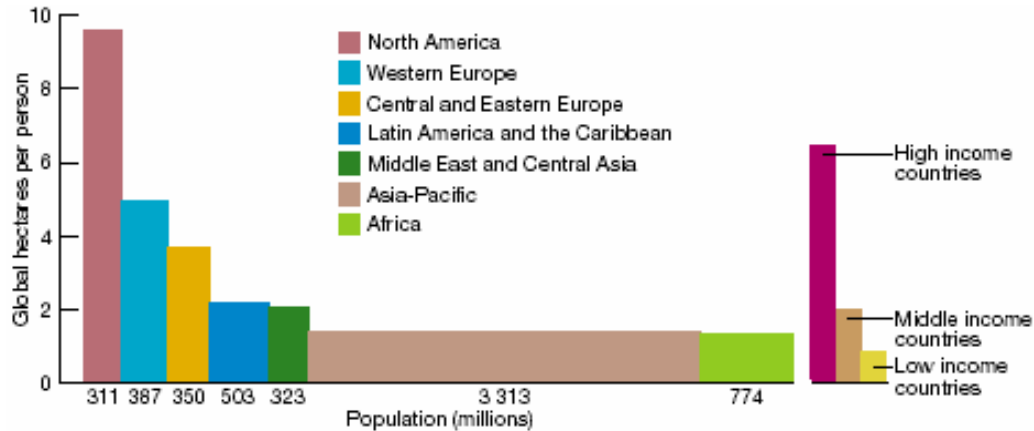 10
8
6
4
2
0
Global hectares per person
North America
Western Europe
Central and Eastern Europe
Latin America and the Caribbean
Middle East and Central Asia
Asia-Pacific
Africa
311 387 350 503 323 3 313 774
Population (millions)
High income
countries
Middle income
countries
Low income
countries